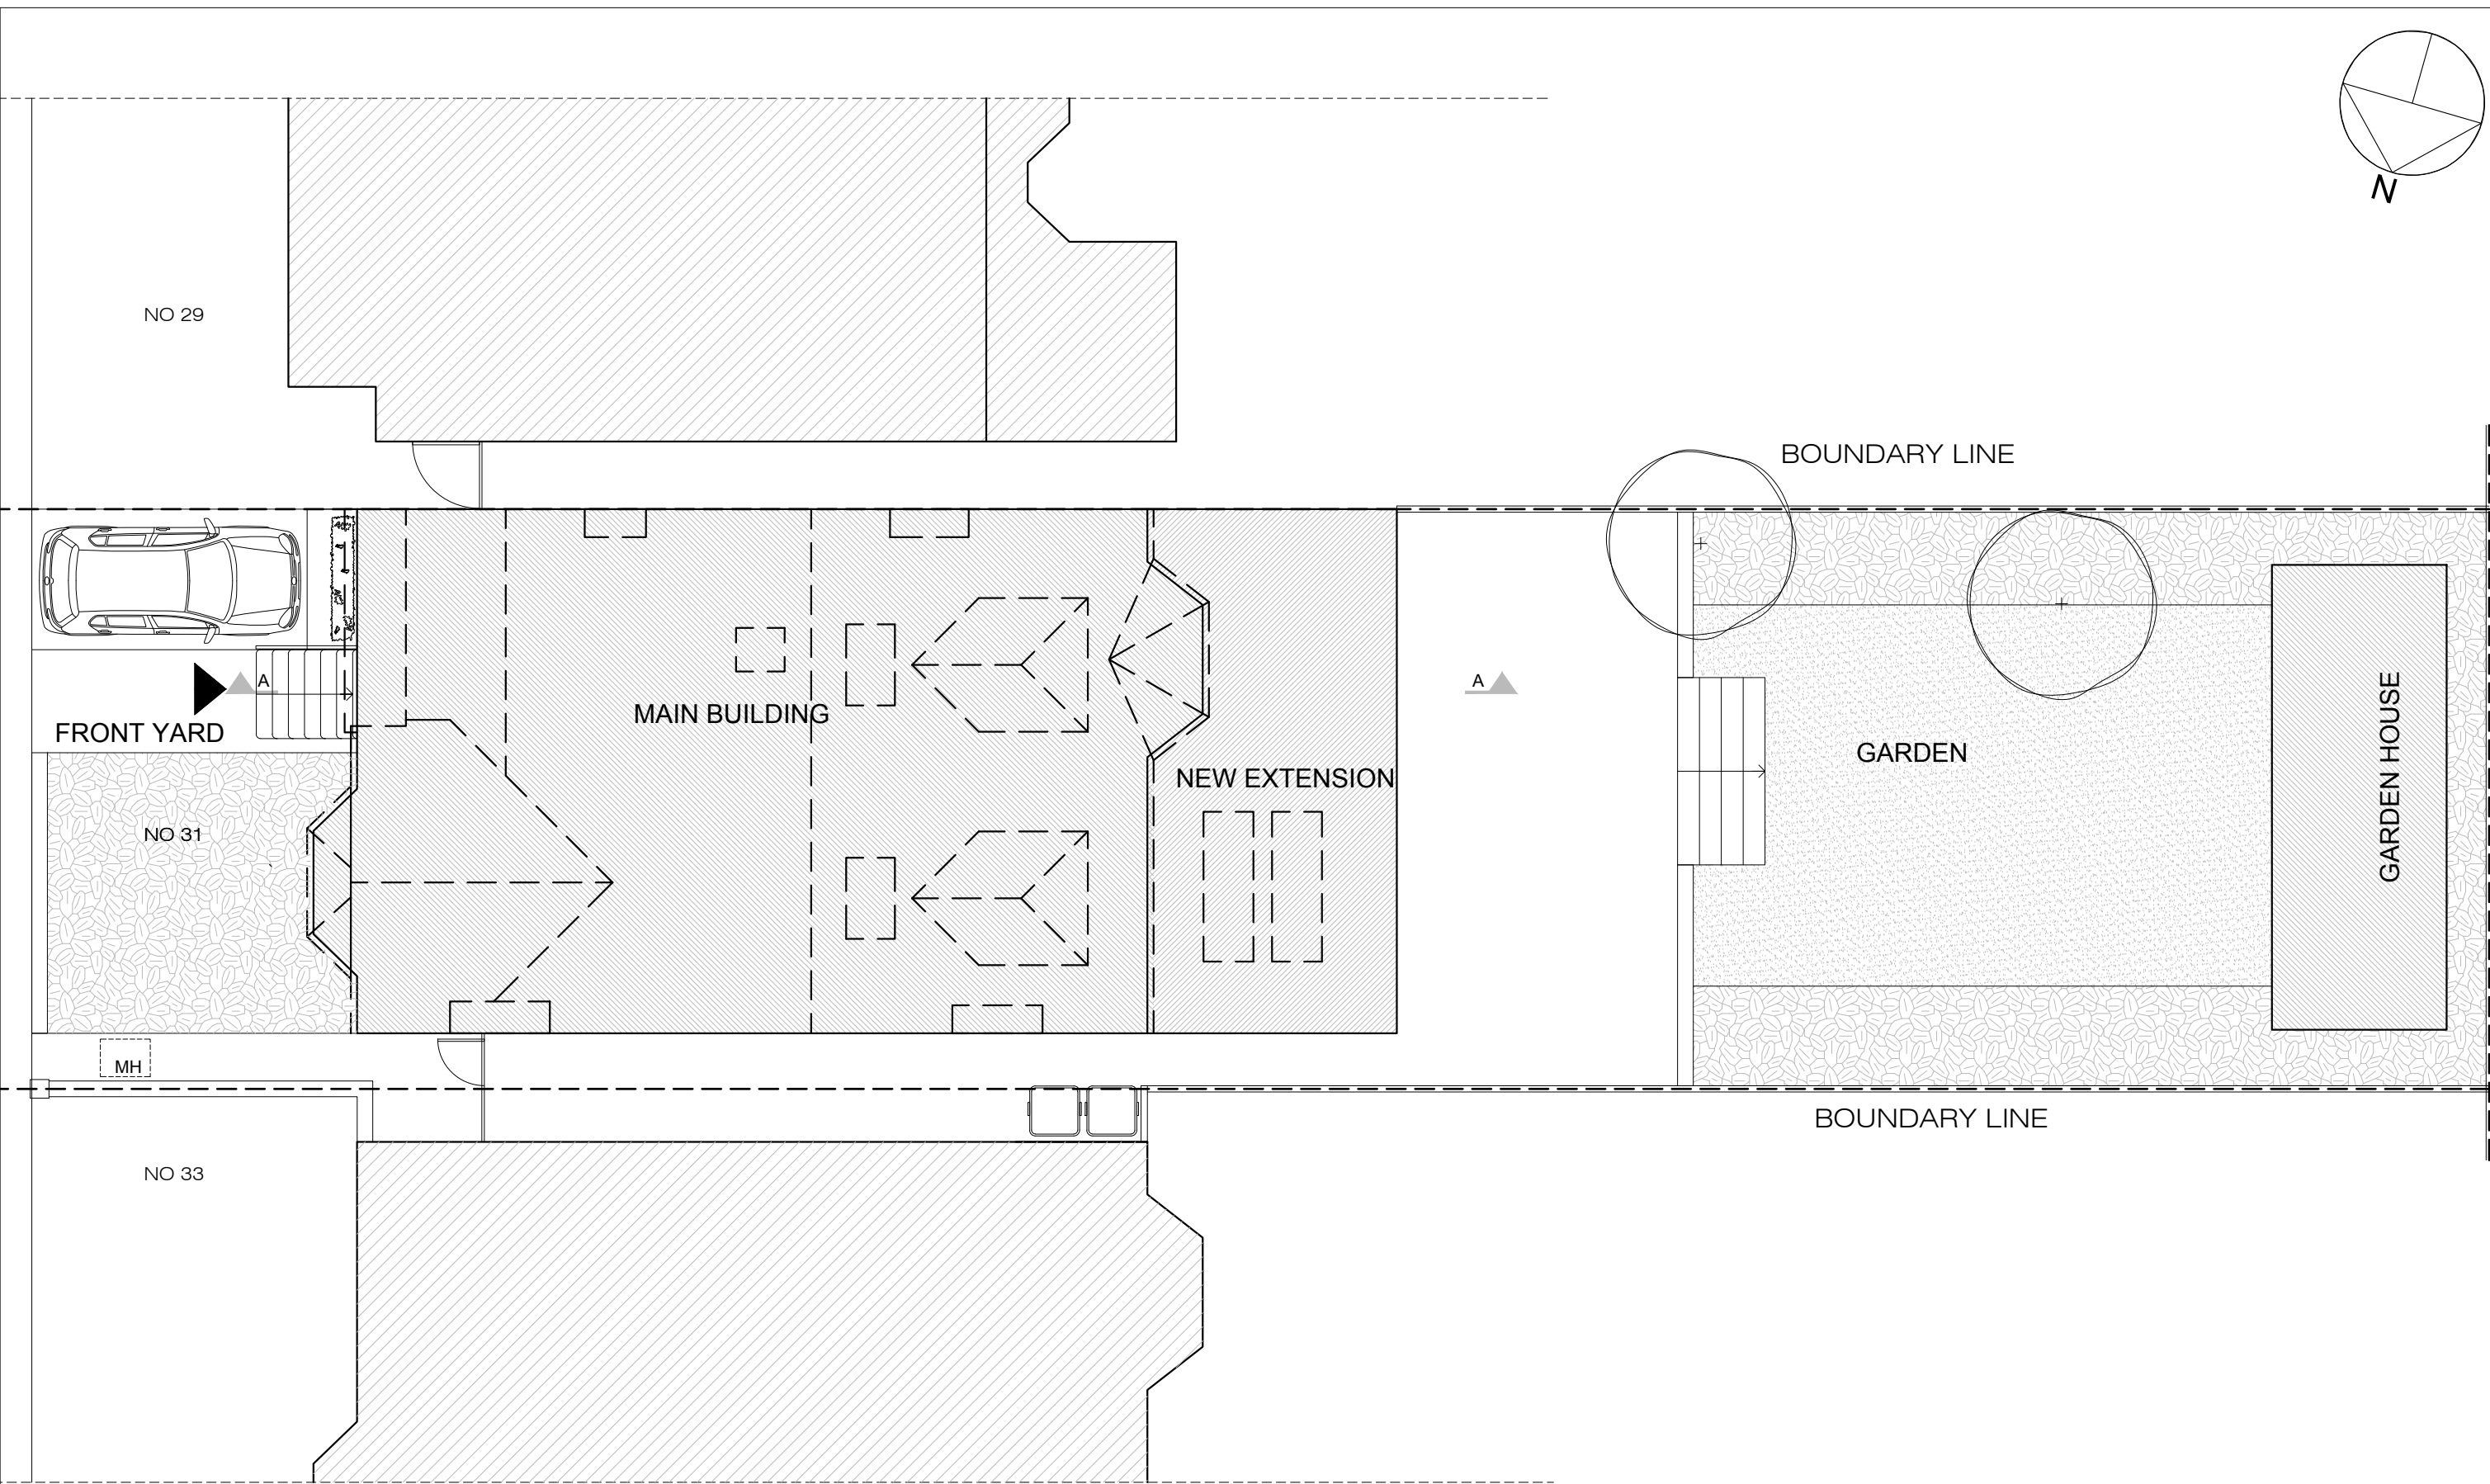 N
NO 29
BOUNDARY LINE
A
A
MAIN BUILDING
FRONT YARD
GARDEN
NEW EXTENSION
GARDEN HOUSE
NO 31
MH
BOUNDARY LINE
NO 33